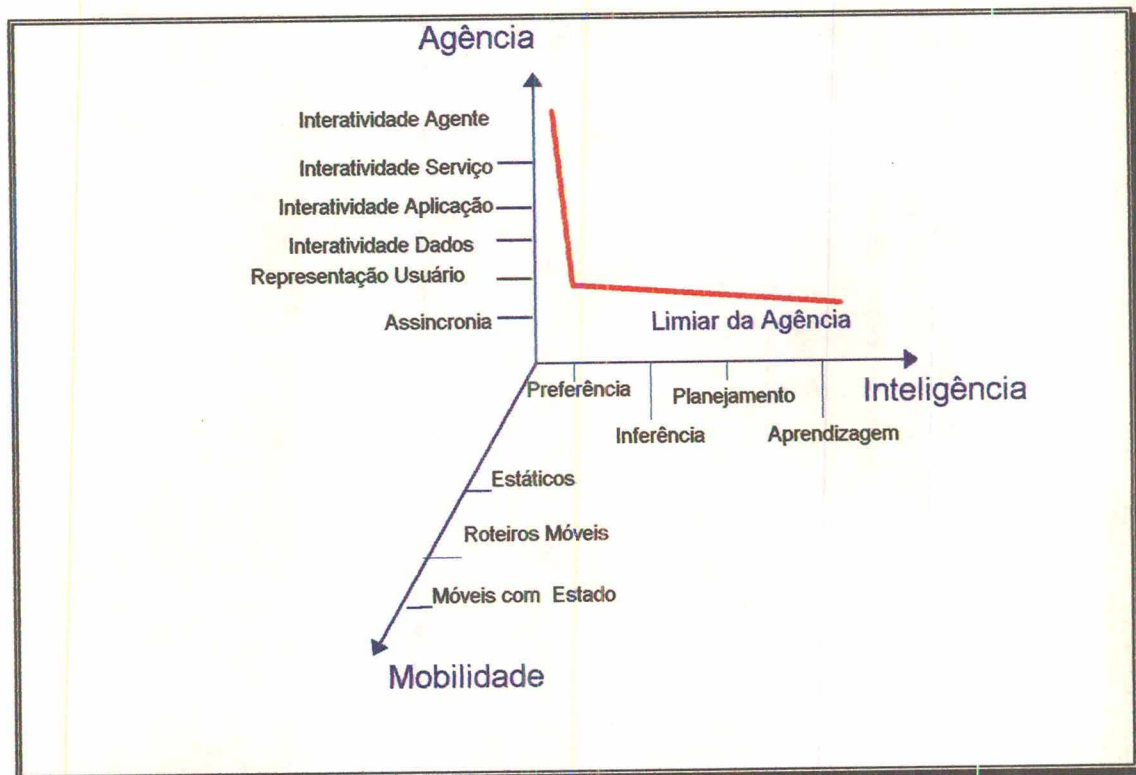 Agência
Interatividade Agente
Interatividade Serviço
Interatividade Aplicação
Interatividade Dados
Representação Usuário
Assincronia
Limiar da Agência
Preferência
Planejamento
Inteligência
Inferência
Aprendizagem
Estáticos
Roteiros Móveis
Móveis com Estado
Mobilidade